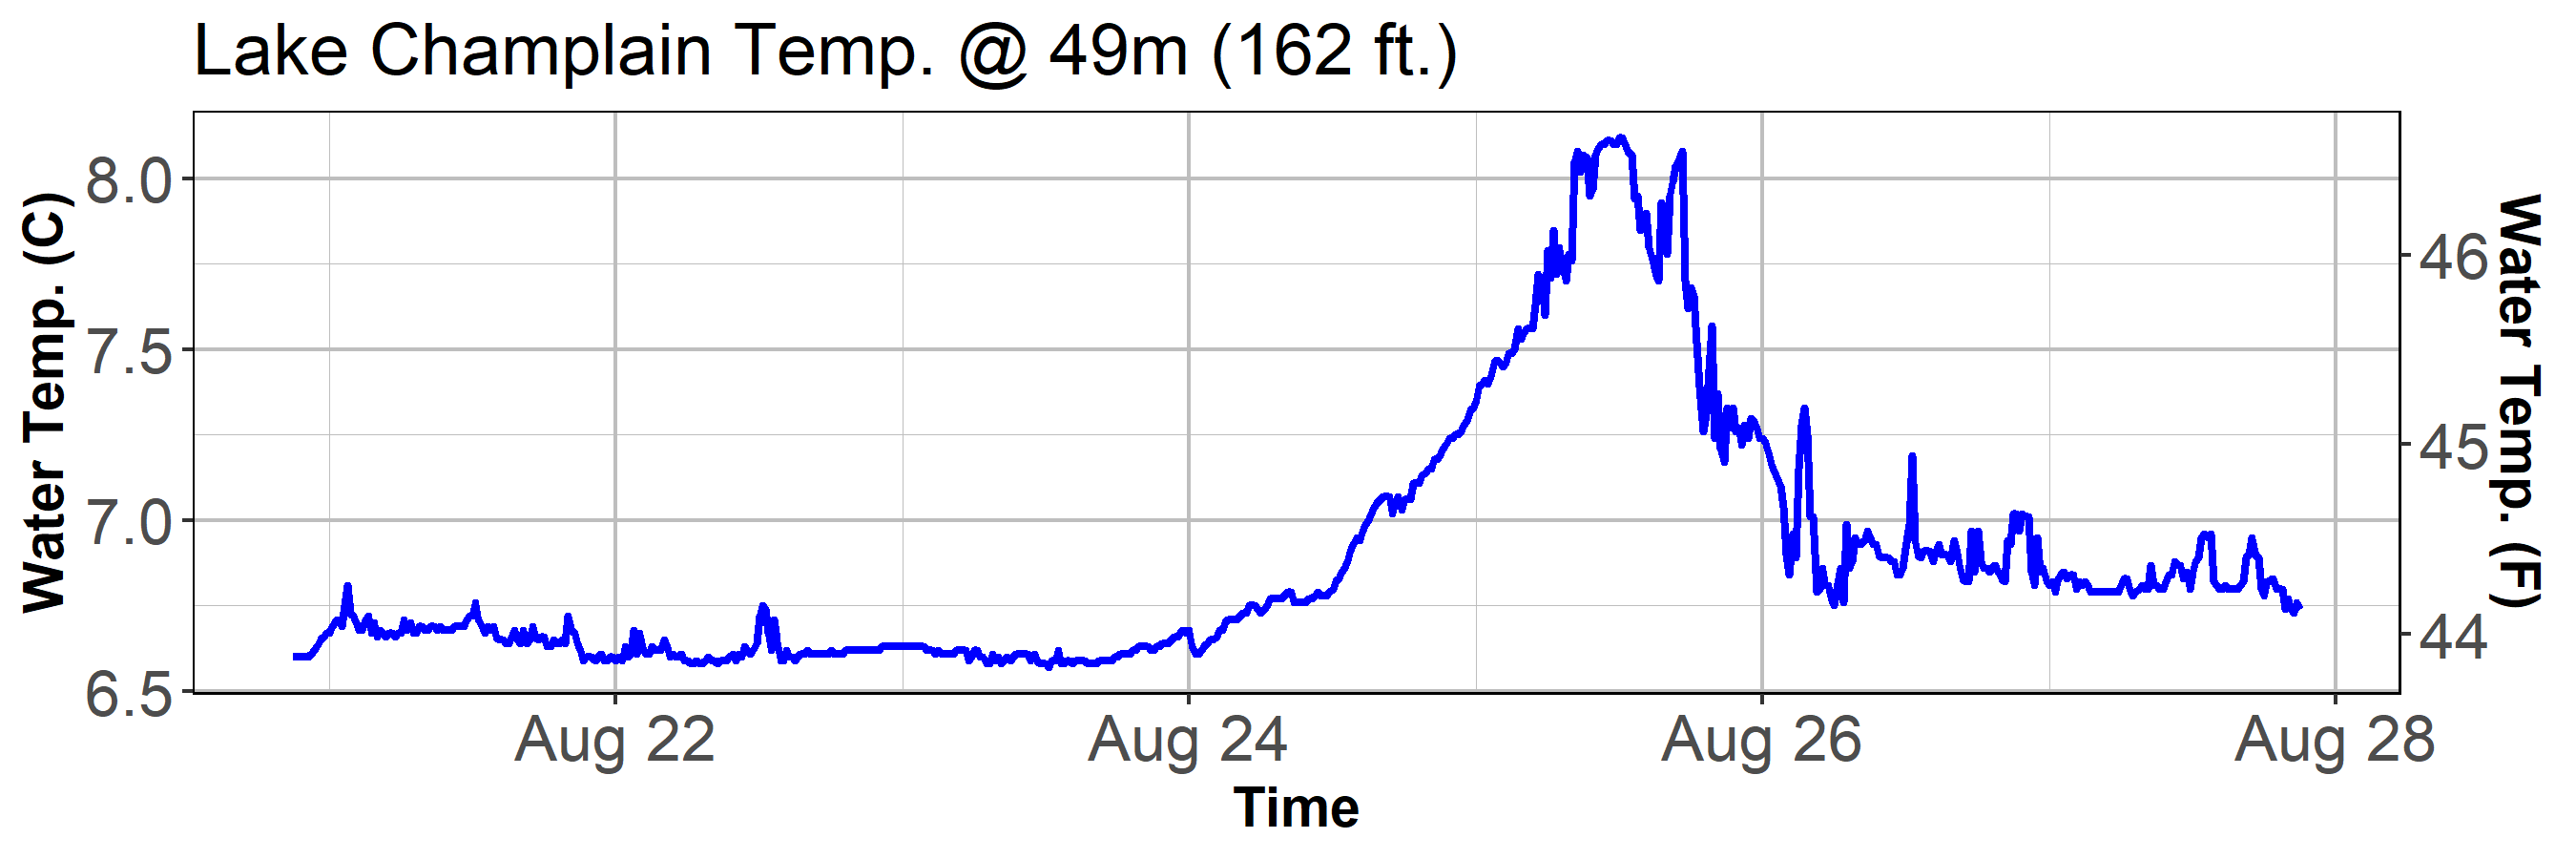 Lake Champlain Temp. @ 49m (162 ft.)
Water Temp. (C)
8.0
7.5
7.0
6.5
46
45
44
Water Temp. (F)
Aug 22 Aug 24 Aug 26 Aug 28
Time